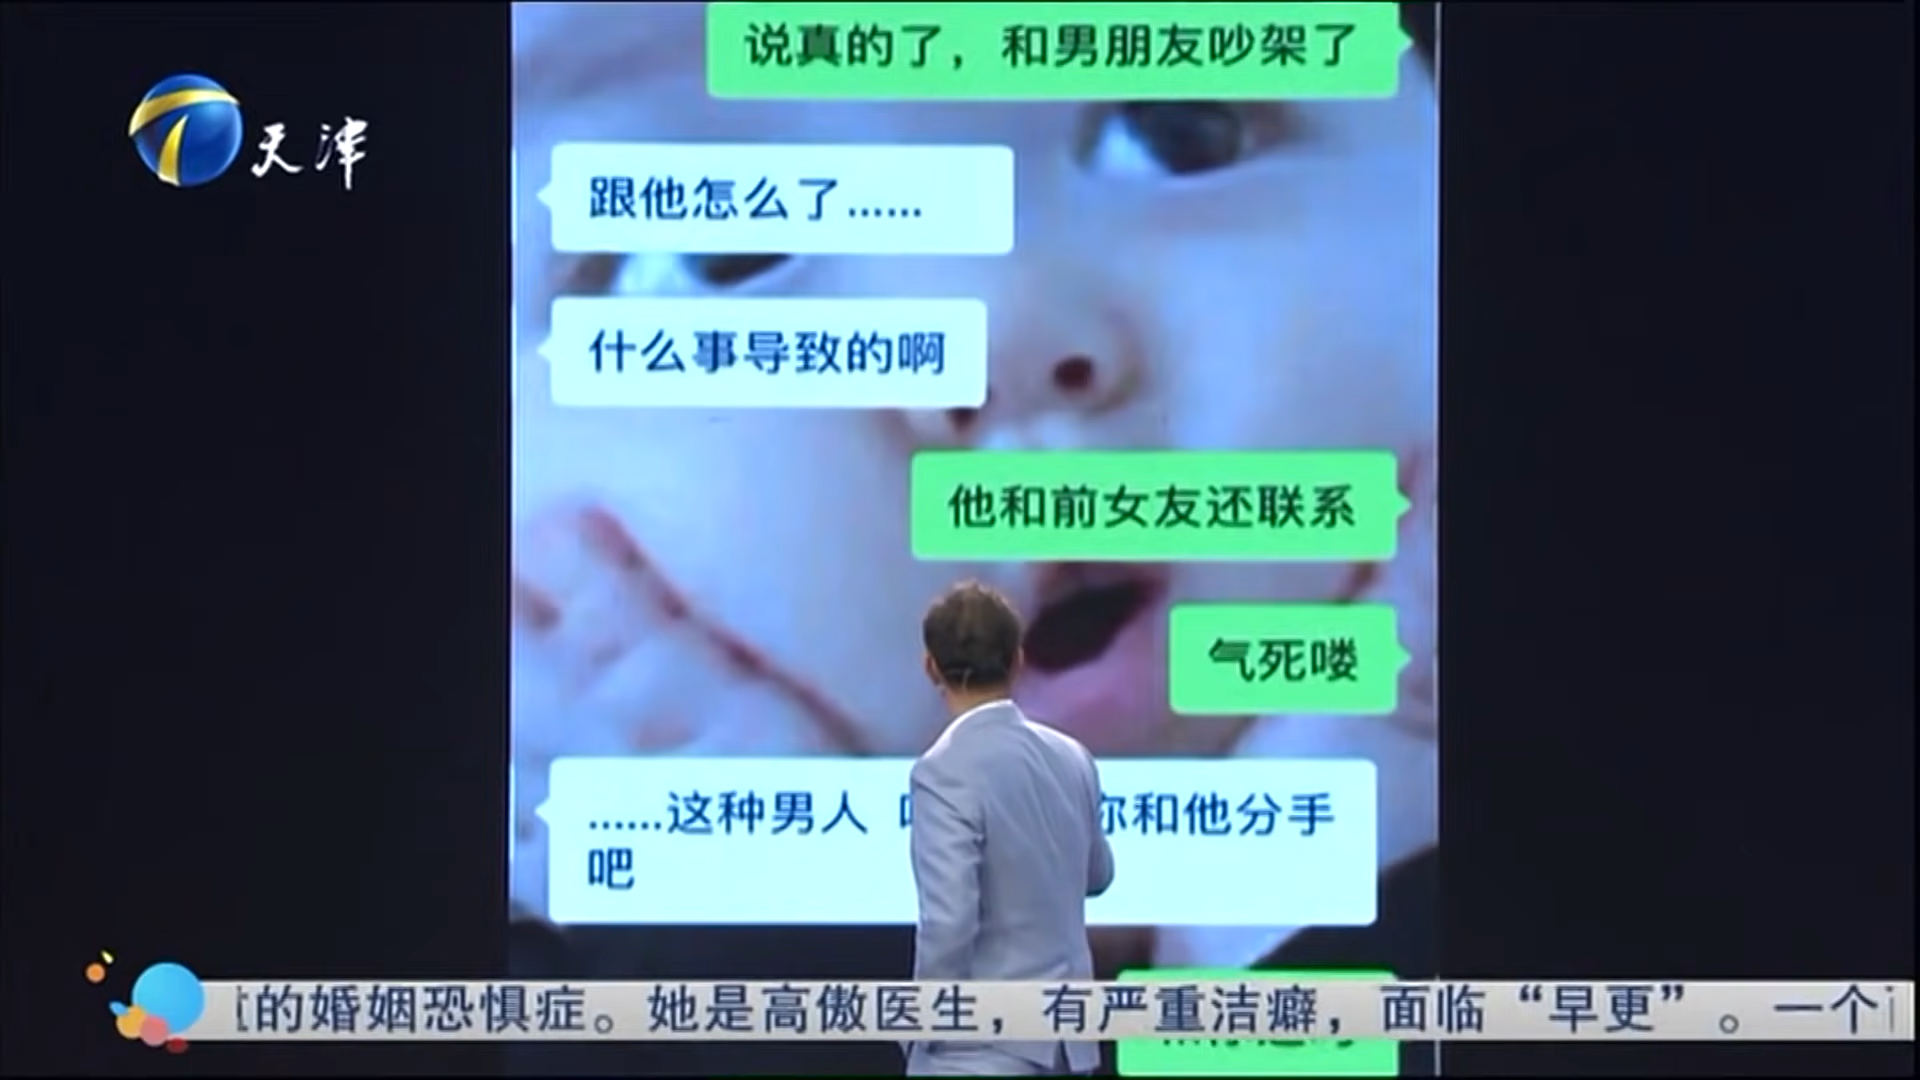 说真的了，和男朋友吵架了
天津
跟他怎么了……
什么事导致的啊
他和前女友还联系
气死喽
……这种男人
你和他分手
吧
的婚姻恐惧症。她是高傲医生，有严重洁癖，面临“早更”。一个